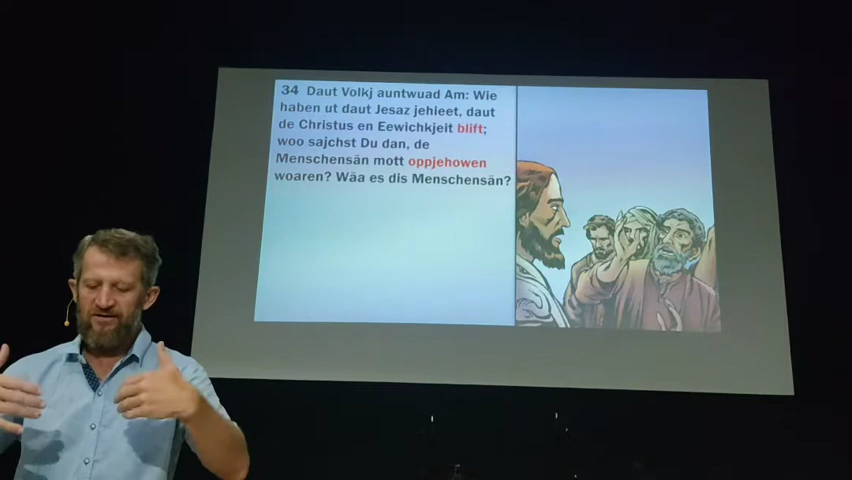 34 Daut Volkj auntwuad Am: Wie
haben ut daut Jesaz jehieet, daut
de Christus en Eewichkjeit blift;
woo sajchst Du dan, de
Menschensän mott oppjehowen
woaren? Wäa es dis Menschensän?